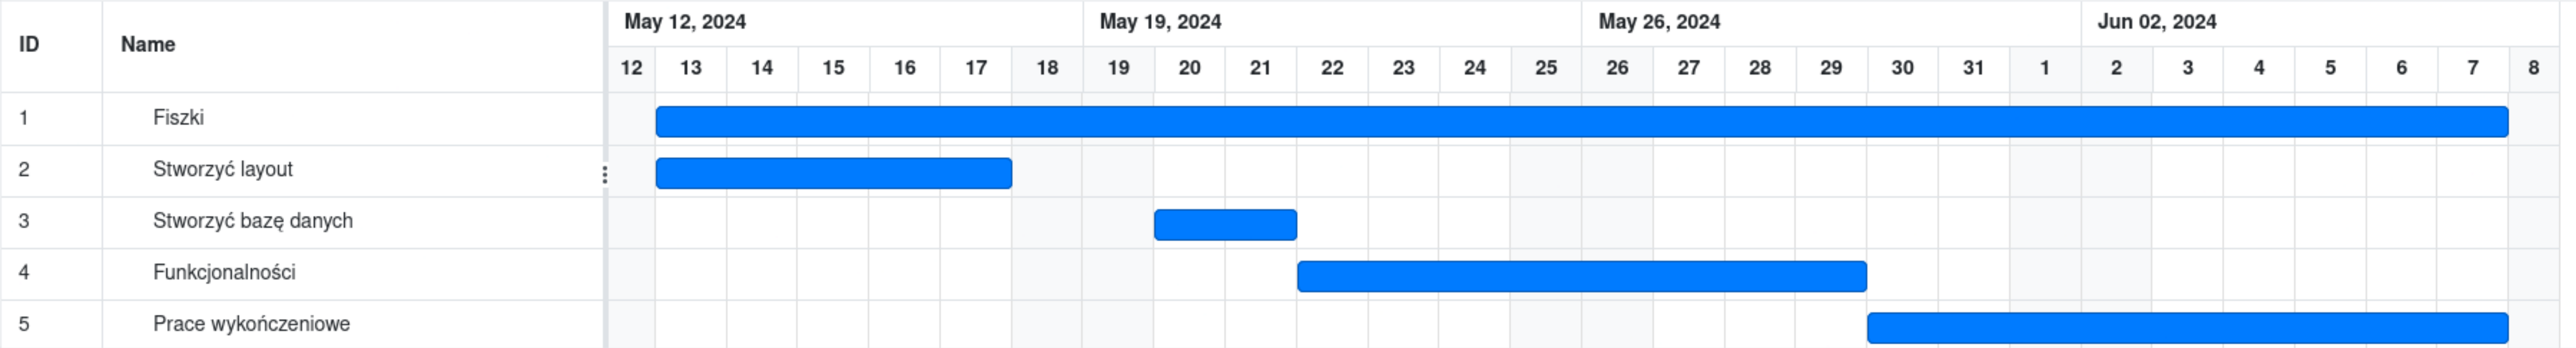 ID Name May 12, 2024 May 19, 2024 May 26, 2024 Jun 02, 2024
12 13 14 15 16 17 18 19 20 21 22 23 24 25 26 27 28 29 30 31 1 2 3 4 5 6 7 8
1 Fiszki
2 Stworzyć layout
3 Stworzyć bazę danych
4 Funkcjonalności
5 Prace wykończeniowe